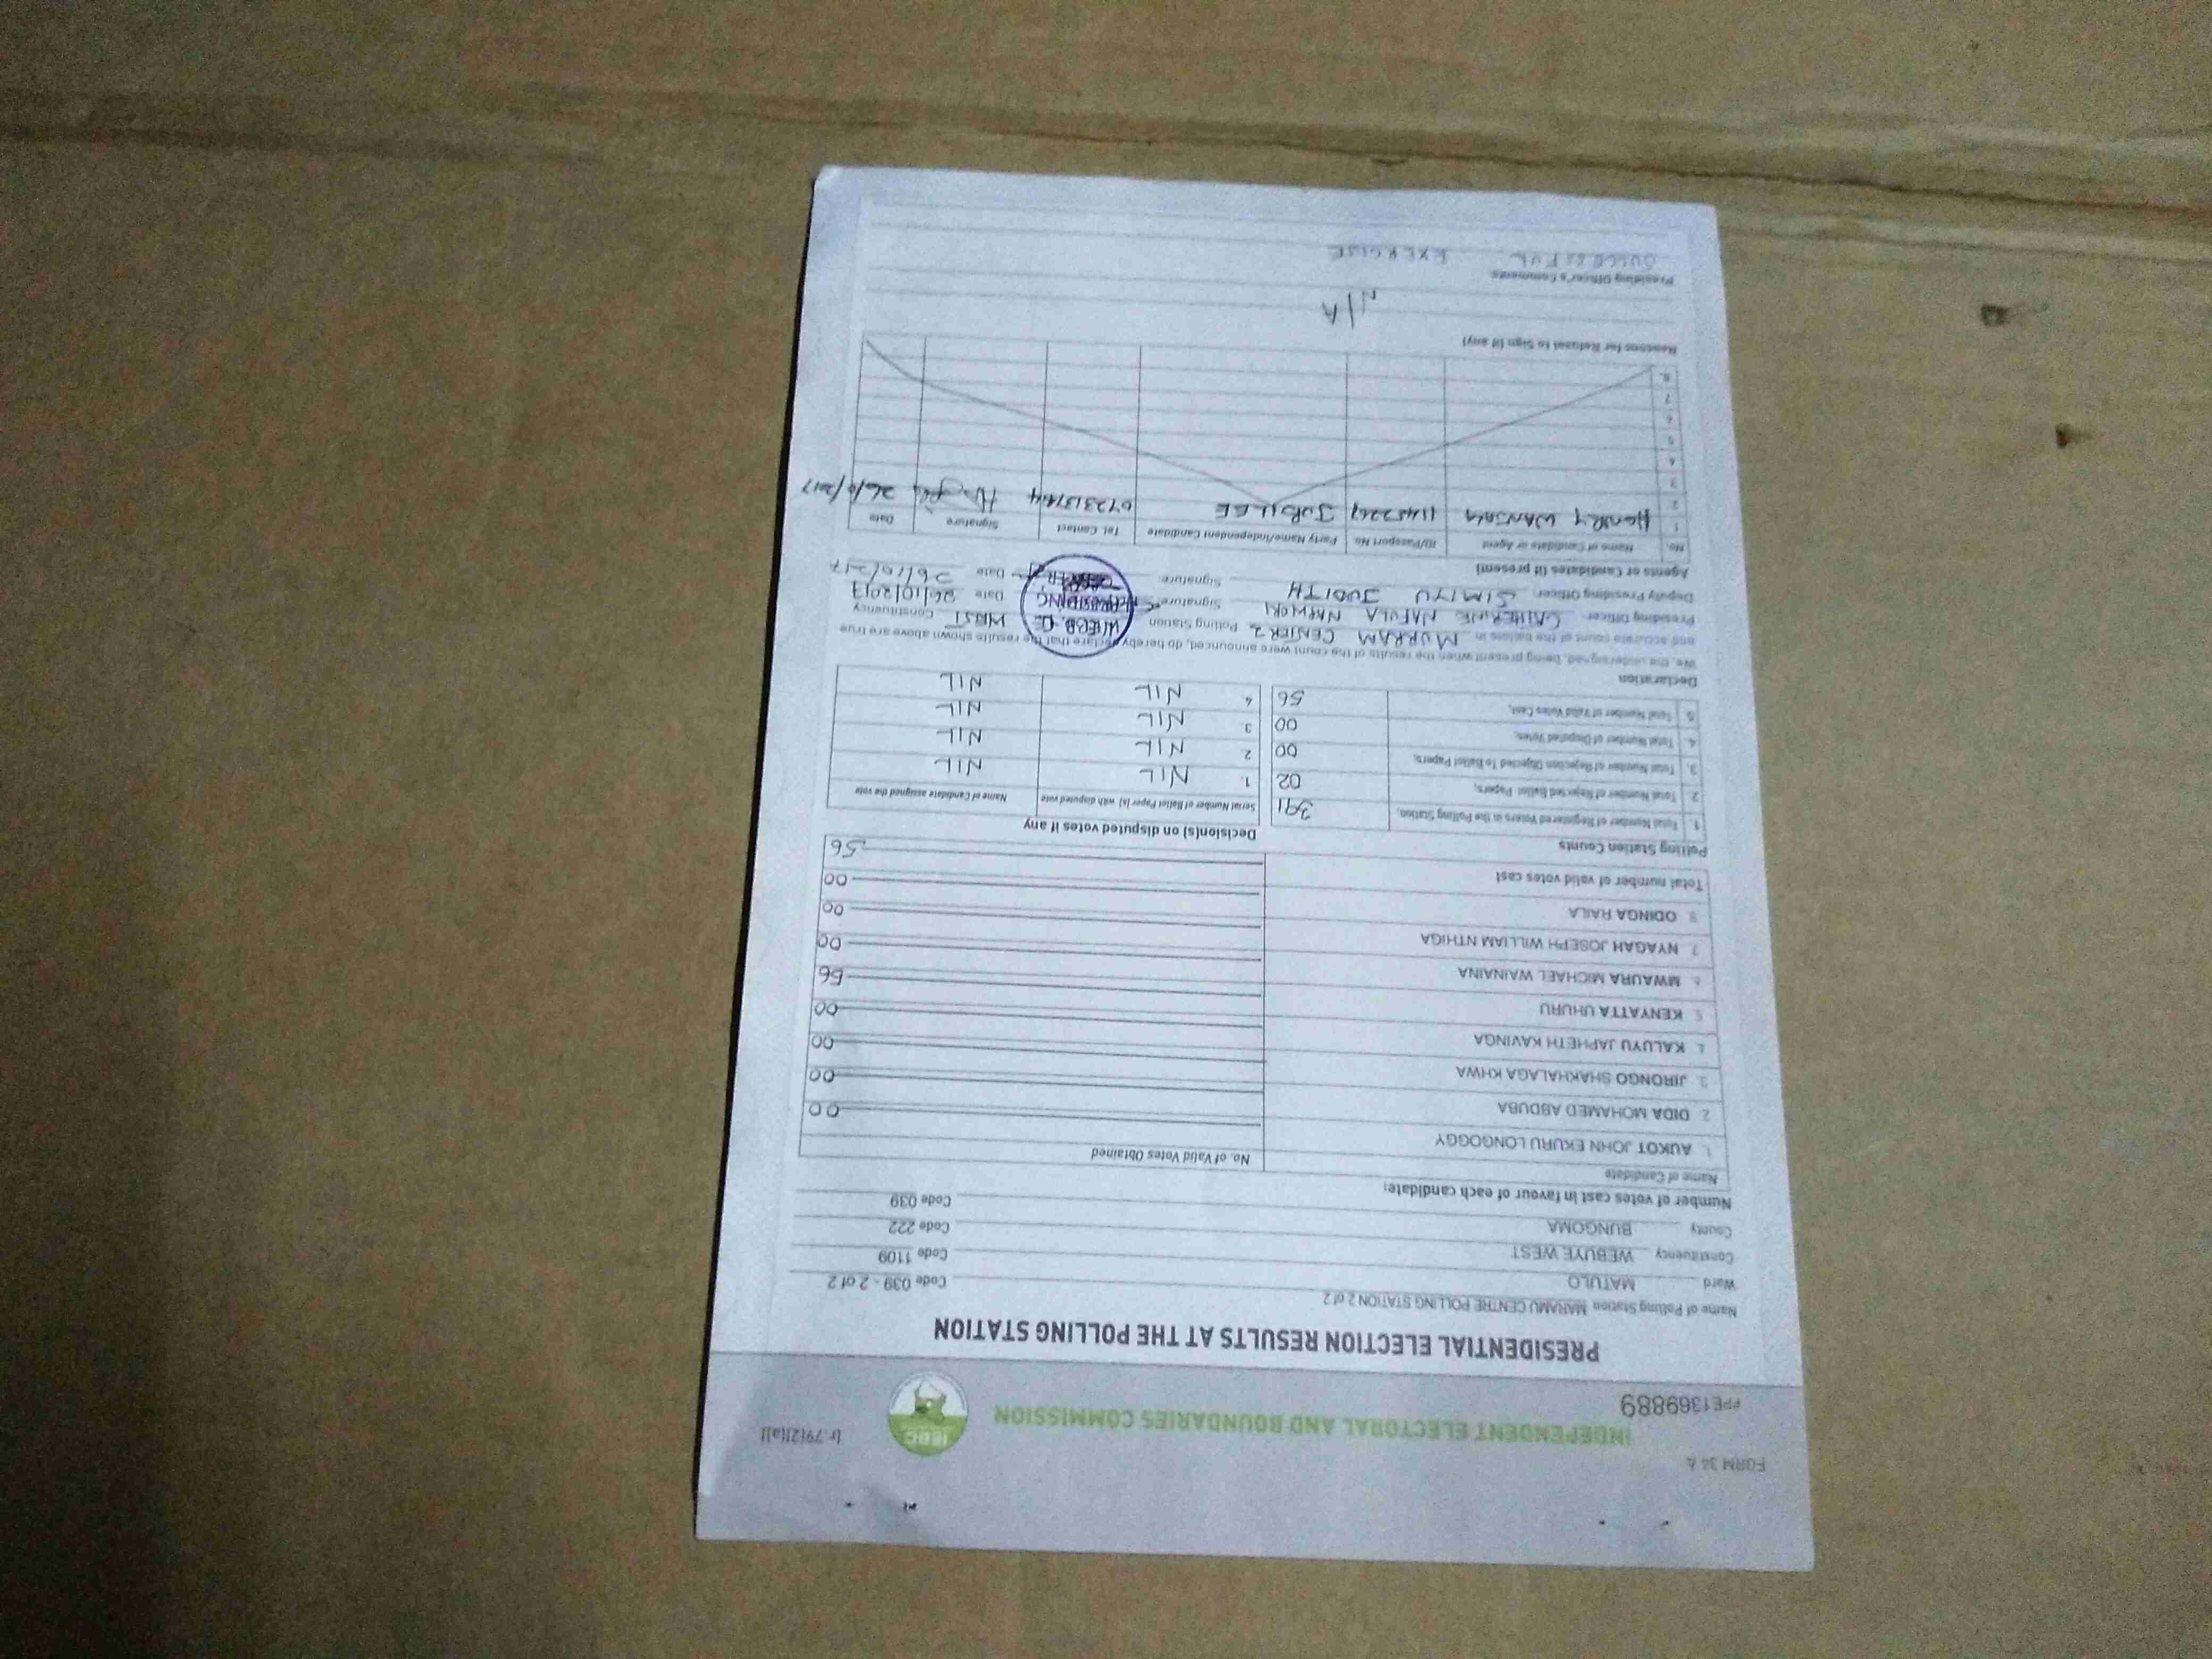 FORM 34 A
INDEPENDENT ELECTORAL AND BOUNDARIES COMMISSION
IEBC
(r. 79(2)(a))
PPE1369889
PRESIDENTIAL ELECTION RESULTS AT THE POLLING STATION
Name of Polling Station MARAMU CENTRE POLLING STATION 2 of 2 Code 039 - 2 of 2
Ward MATULO Code 1109
Constituency WEBUYE WEST Code 222
County BUNGOMA Code 039
Number of votes cast in favour of each candidate:
Name of Candidate No. of Valid Votes Obtained
1. AUKOT JOHN EKURU LONGOGGY 00
2. DIDA MOHAMED ABDUBA 00
3. JIRONGO SHAKHALAGA KHWA 00
4. KALUYU JAPHETH KAVINGA 00
5. KENYATTA UHURU 56
6. MWAURA MICHAEL WAINAINA 00
7. NYAGAH JOSEPH WILLIAM NTHIGA 00
8. ODINGA RAILA 00
Total number of valid votes cast 56
Polling Station Counts
1. Total Number of Registered Voters in the Polling Station, 391
2. Total Number of Rejected Ballot Papers, 02
3. Total Number of Rejection Objected To Ballot Papers, 00
4. Total Number of Disputed Votes, 00
5. Total Number of Valid Votes Cast, 56
Decision(s) on disputed votes if any
Serial Number of Ballot Paper (s) with disputed vote Name of Candidate assigned the vote
1. NIL NIL
2 NIL NIL
3 NIL NIL
4 NIL NIL
Declaration
We, the undersigned, being present when the results of the count were announced, do hereby declare that the results shown above are true
and accurate count of the ballots in MURRAM CENTER 2 Polling Station WEBUYE WEST Constituency
Presiding Officer: CATHERINE NAFULA Signature Date 26/10/2017
Deputy Presiding Officer: SIMIYU JUDITH Signature Date 26/10/2017
PRESIDING
Agents or Candidates (if present)
No. Name of Candidate or Agent ID/Passport No. Party Name/Independent Candidate Tel. Contact Signature Date
1 HENRY WANJALA JUBILEE 26/10/2017
2
3
4
5
6
7
8
Reasons for Refusal to Sign (if any)
N/A
Presiding Officer's Comments
SUCCESSFUL EXERCISE